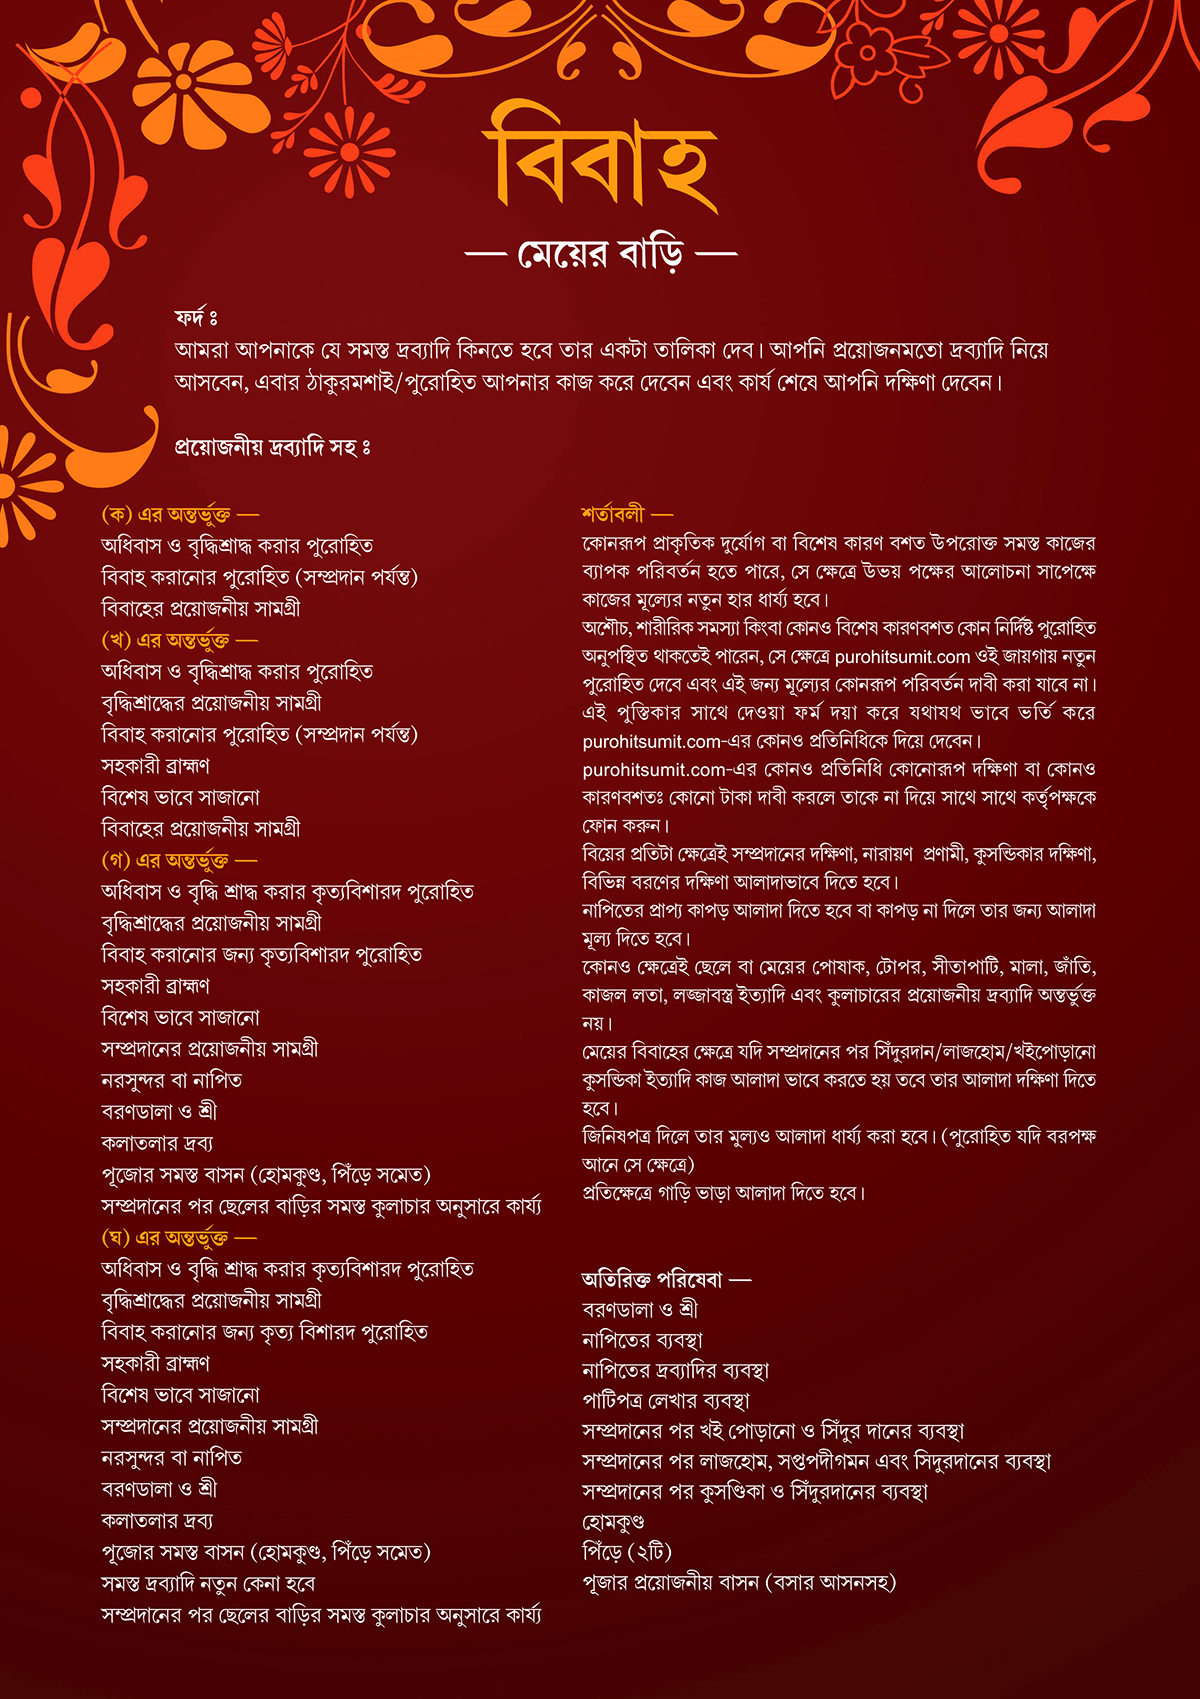 বিবাহ
— মেয়ের বাড়ি —
ফর্দ ঃ
আমরা আপনাকে যে সমস্ত দ্রব্যাদি কিনতে হবে তার একটা তালিকা দেব। আপনি প্রয়োজনমতো দ্রব্যাদি নিয়ে
আসবেন, এবার ঠাকুরমশাই/পুরোহিত আপনার কাজ করে দেবেন এবং কার্য শেষে আপনি দক্ষিণা দেবেন।
প্রয়োজনীয় দ্রব্যাদি সহ ঃ
(ক) এর অন্তর্ভুক্ত —
অধিবাস ও বৃদ্ধিশ্রাদ্ধ করার পুরোহিত
বিবাহ করানোর পুরোহিত (সম্প্রদান পর্যন্ত)
বিবাহের প্রয়োজনীয় সামগ্রী
(খ) এর অন্তর্ভুক্ত —
অধিবাস ও বৃদ্ধিশ্রাদ্ধ করার পুরোহিত
বৃদ্ধিশ্রাদ্ধের প্রয়োজনীয় সামগ্রী
বিবাহ করানোর পুরোহিত (সম্প্রদান পর্যন্ত)
সহকারী ব্রাহ্মণ
বিশেষ ভাবে সাজানো
বিবাহের প্রয়োজনীয় সামগ্রী
(গ) এর অন্তর্ভুক্ত —
অধিবাস ও বৃদ্ধি শ্রাদ্ধ করার কৃত্যবিশারদ পুরোহিত
বৃদ্ধিশ্রাদ্ধের প্রয়োজনীয় সামগ্রী
বিবাহ করানোর জন্য কৃত্যবিশারদ পুরোহিত
সহকারী ব্রাহ্মণ
বিশেষ ভাবে সাজানো
সম্প্রদানের প্রয়োজনীয় সামগ্রী
নরসুন্দর বা নাপিত
বরণডালা ও শ্রী
কলাতলার দ্রব্য
পূজোর সমস্ত বাসন (হোমকুণ্ড, পিঁড়ে সমেত)
সম্প্রদানের পর ছেলের বাড়ির সমস্ত কুলাচার অনুসারে কার্য্য
(ঘ) এর অন্তর্ভুক্ত —
অধিবাস ও বৃদ্ধি শ্রাদ্ধ করার কৃত্যবিশারদ পুরোহিত
বৃদ্ধিশ্রাদ্ধের প্রয়োজনীয় সামগ্রী
বিবাহ করানোর জন্য কৃত্য বিশারদ পুরোহিত
সহকারী ব্রাহ্মণ
বিশেষ ভাবে সাজানো
সম্প্রদানের প্রয়োজনীয় সামগ্রী
নরসুন্দর বা নাপিত
বরণডালা ও শ্রী
কলাতলার দ্রব্য
পূজোর সমস্ত বাসন (হোমকুণ্ড, পিঁড়ে সমেত)
সমস্ত দ্রব্যাদি নতুন কেনা হবে
সম্প্রদানের পর ছেলের বাড়ির সমস্ত কুলাচার অনুসারে কার্য্য
শর্তাবলী —
কোনরূপ প্রাকৃতিক দুর্যোগ বা বিশেষ কারণ বশত উপরোক্ত সমস্ত কাজের
ব্যাপক পরিবর্তন হতে পারে, সে ক্ষেত্রে উভয় পক্ষের আলোচনা সাপেক্ষে
কাজের মূল্যের নতুন হার ধার্য্য হবে।
অশৌচ, শারীরিক সমস্যা কিংবা কোনও বিশেষ কারণবশত কোন নির্দিষ্ট পুরোহিত
অনুপস্থিত থাকতেই পারেন, সে ক্ষেত্রে purohitsumit.com ওই জায়গায় নতুন
পুরোহিত দেবে এবং এই জন্য মূল্যের কোনরূপ পরিবর্তন দাবী করা যাবে না।
এই পুস্তিকার সাথে দেওয়া ফর্ম দয়া করে যথাযথ ভাবে ভর্তি করে
purohitsumit.com-এর কোনও প্রতিনিধিকে দিয়ে দেবেন।
purohitsumit.com-এর কোনও প্রতিনিধি কোনোরূপ দক্ষিণা বা কোনও
কারণবশতঃ কোনো টাকা দাবী করলে তাকে না দিয়ে সাথে সাথে কর্তৃপক্ষকে
ফোন করুন।
বিয়ের প্রতিটা ক্ষেত্রেই সম্প্রদানের দক্ষিণা, নারায়ণ প্রণামী, কুসন্ডিকার দক্ষিণা,
বিভিন্ন বরণের দক্ষিণা আলাদাভাবে দিতে হবে।
নাপিতের প্রাপ্য কাপড় আলাদা দিতে হবে বা কাপড় না দিলে তার জন্য আলাদা
মূল্য দিতে হবে।
কোনও ক্ষেত্রেই ছেলে বা মেয়ের পোষাক, টোপর, সীতাপাটি, মালা, জাঁতি,
কাজল লতা, লজ্জাবস্ত্র ইত্যাদি এবং কুলাচারের প্রয়োজনীয় দ্রব্যাদি অন্তর্ভুক্ত
নয়।
মেয়ের বিবাহের ক্ষেত্রে যদি সম্প্রদানের পর সিঁদুরদান/লাজহোম/খইপোড়ানো
কুসন্ডিকা ইত্যাদি কাজ আলাদা ভাবে করতে হয় তবে তার আলাদা দক্ষিণা দিতে
হবে।
জিনিষপত্র দিলে তার মুল্যও আলাদা ধার্য্য করা হবে। (পুরোহিত যদি বরপক্ষ
আনে সে ক্ষেত্রে)
প্রতিক্ষেত্রে গাড়ি ভাড়া আলাদা দিতে হবে।
অতিরিক্ত পরিষেবা —
বরণডালা ও শ্রী
নাপিতের ব্যবস্থা
নাপিতের দ্রব্যাদির ব্যবস্থা
পাটিপত্র লেখার ব্যবস্থা
সম্প্রদানের পর খই পোড়ানো ও সিঁদুর দানের ব্যবস্থা
সম্প্রদানের পর লাজহোম, সপ্তপদীগমন এবং সিদুরদানের ব্যবস্থা
সম্প্রদানের পর কুসণ্ডিকা ও সিঁদুরদানের ব্যবস্থা
হোমকুণ্ড
পিঁড়ে (২টি)
পূজার প্রয়োজনীয় বাসন (বসার আসনসহ)